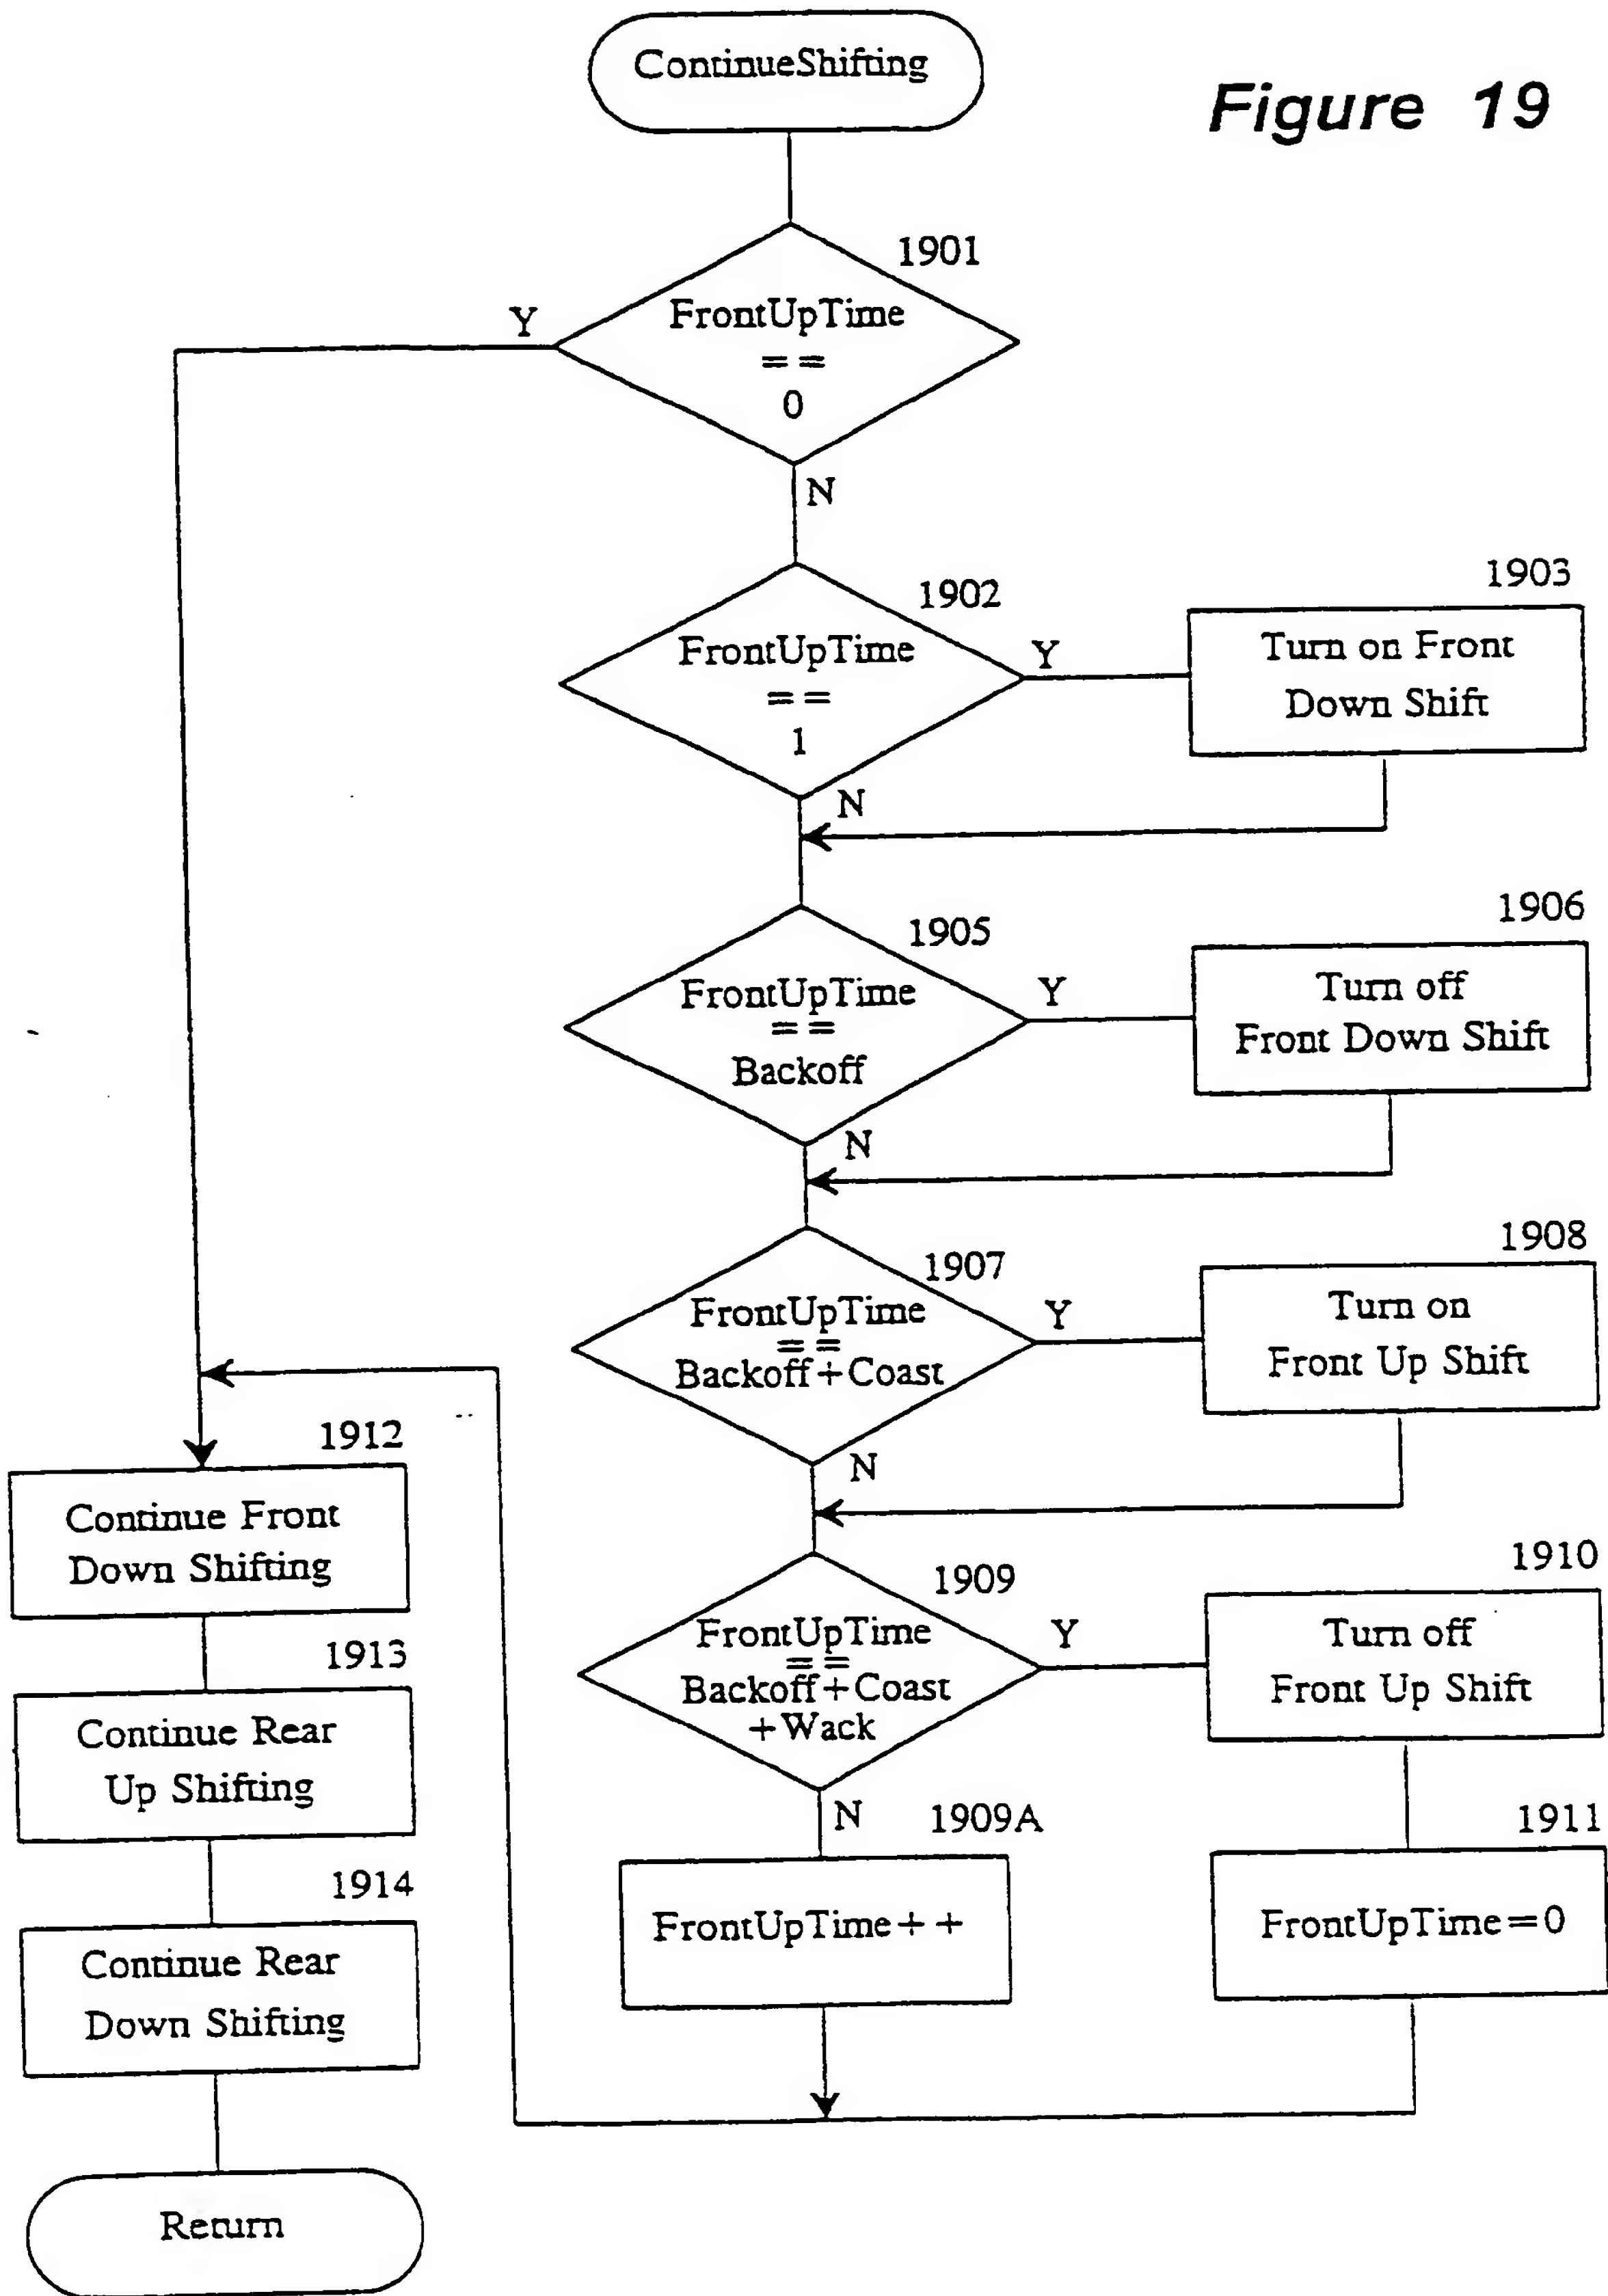 ContinueShifting
Figure 19
1901
FrontUpTime
==
0
Y
N
1902
FrontUpTime
==
1
Y
N
1903
Turn on Front
Down Shift
1905
FrontUpTime
==
Backoff
Y
N
1906
Turn off
Front Down Shift
1907
FrontUpTime
==
Backoff+Coast
Y
N
1908
Turn on
Front Up Shift
1909
FrontUpTime
==
Backoff+Coast
+Wack
Y
N
1910
Turn off
Front Up Shift
1909A
FrontUpTime++
1911
FrontUpTime=0
1912
Continue Front
Down Shifting
1913
Continue Rear
Up Shifting
1914
Continue Rear
Down Shifting
Return